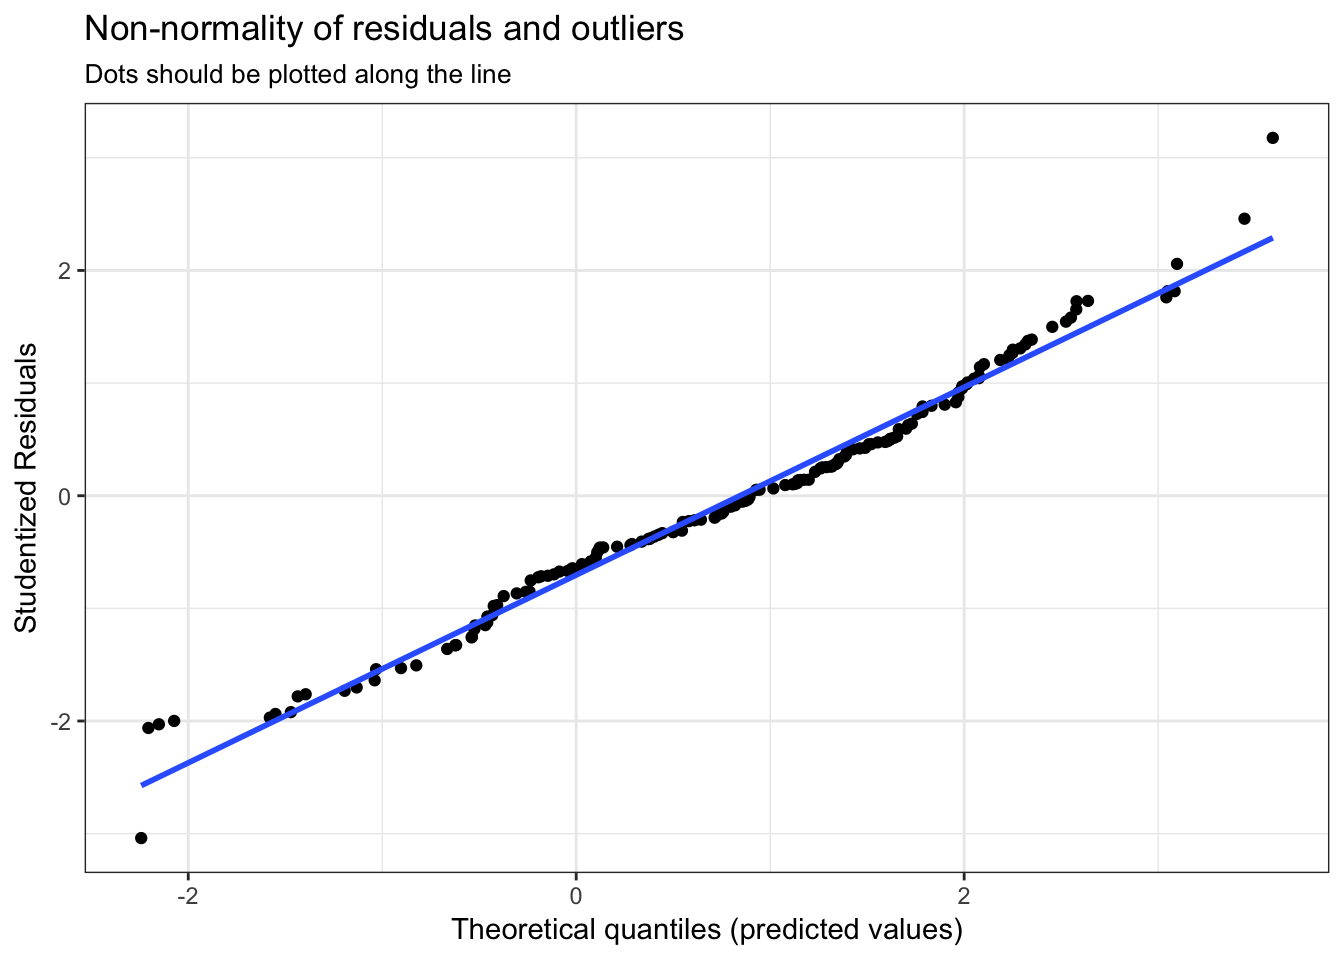 Non-normality of residuals and outliers
Dots should be plotted along the line
Studentized Residuals
2
0
-2
-2
0
2
Theoretical quantiles (predicted values)